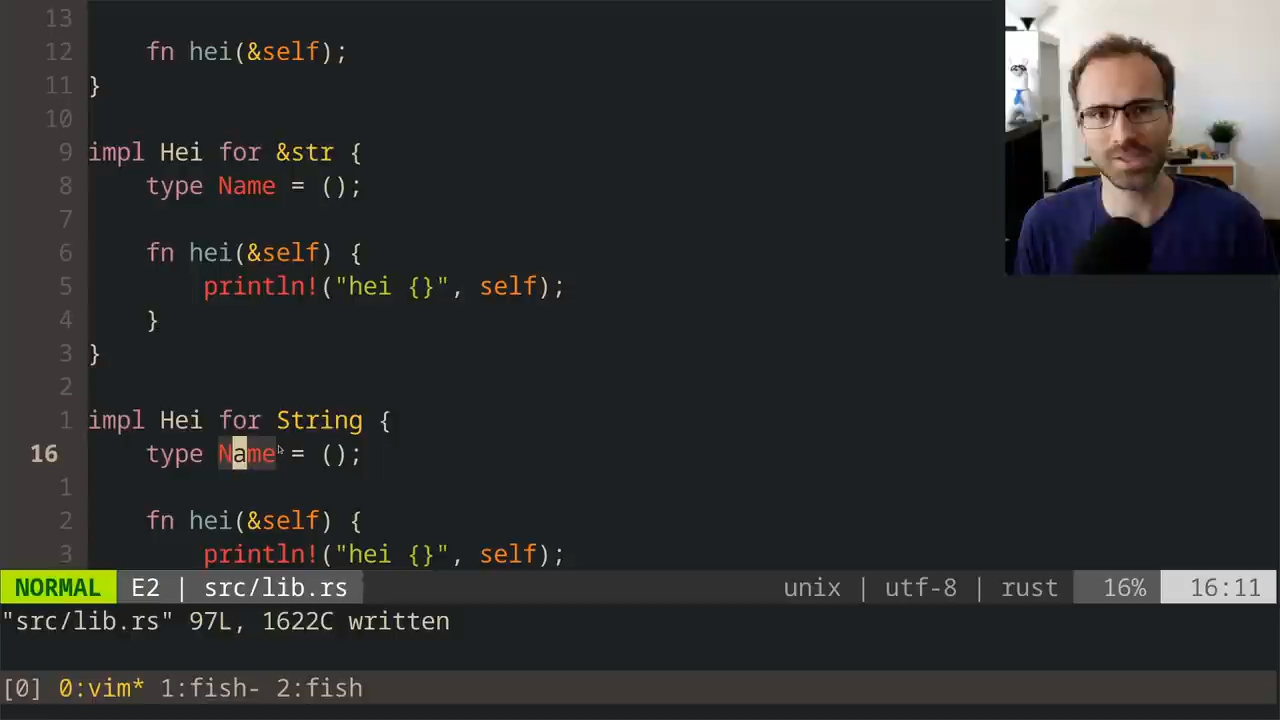 13
12     fn hei(&self);
11 }
10
9 impl Hei for &str {
8     type Name = ();
7
6     fn hei(&self) {
5         println!("hei {}", self);
4     }
3 }
2
1 impl Hei for String {
16     type Name = ();
1
2     fn hei(&self) {
3         println!("hei {}", self);
NORMAL E2 | src/lib.rs unix | utf-8 | rust 16% 16:11
"src/lib.rs" 97L, 1622C written
[0] 0:vim* 1:fish- 2:fish